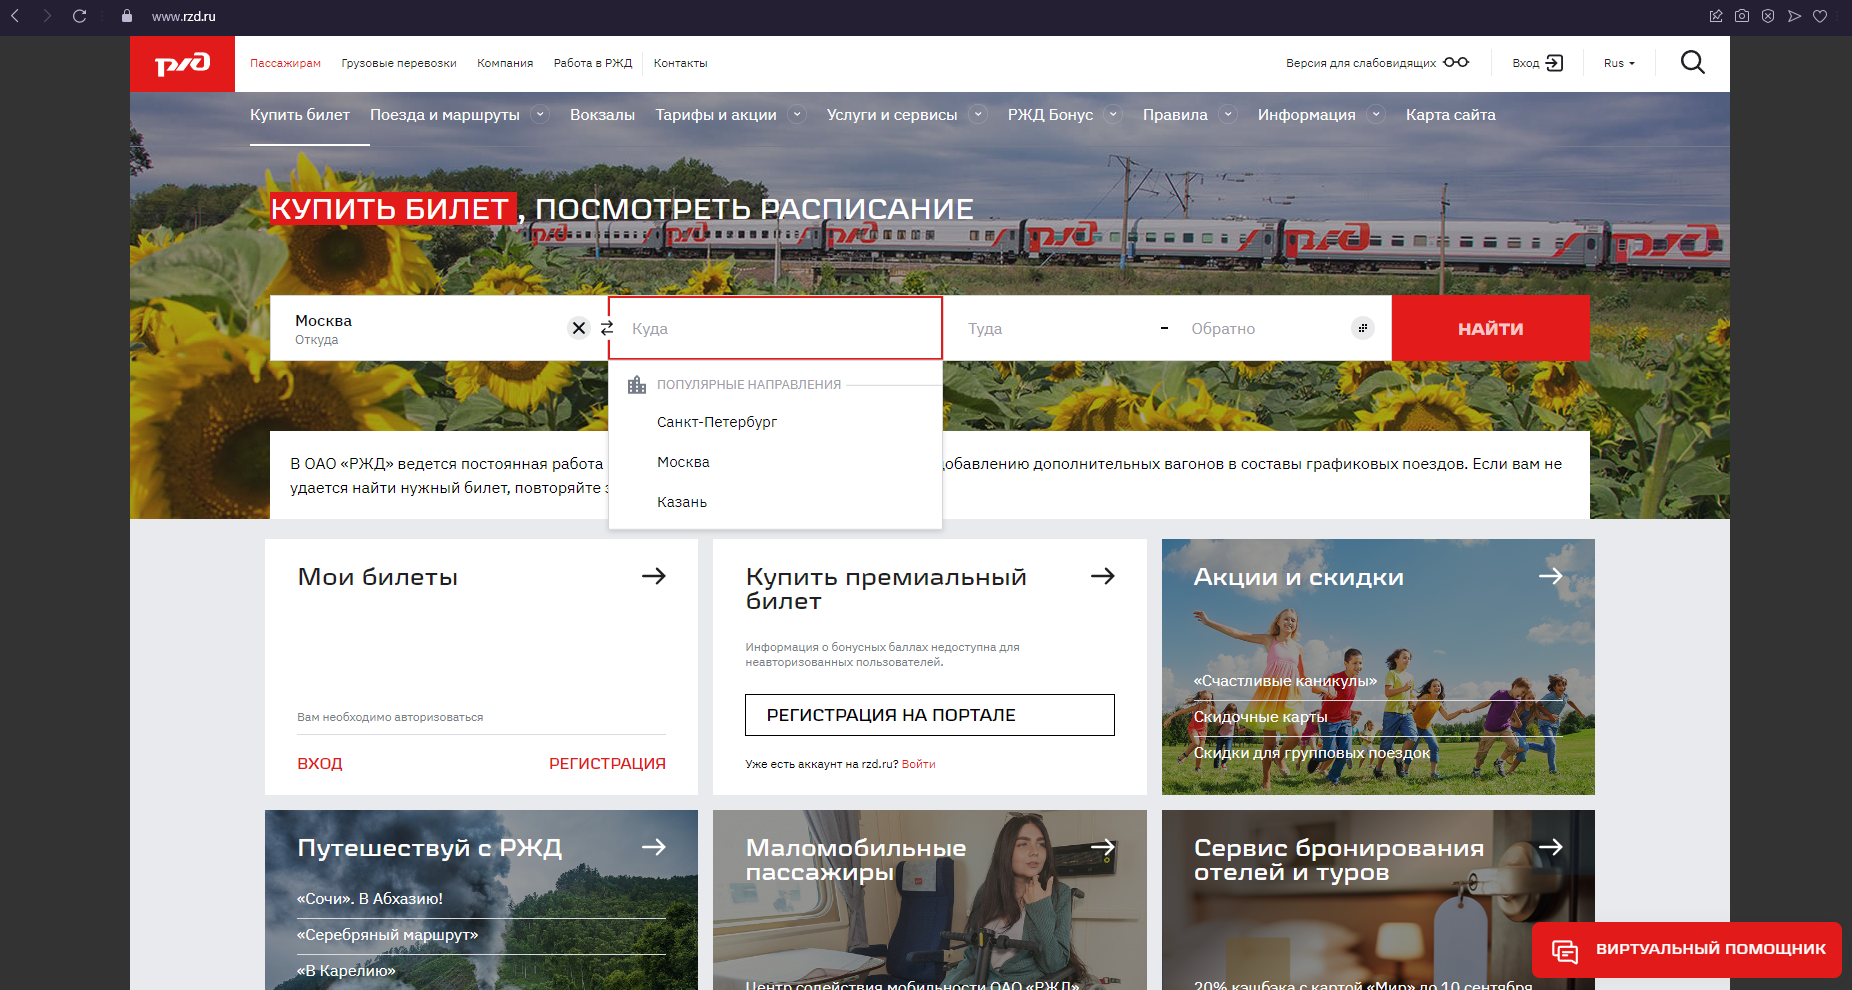 www.rzd.ru
РЖД
Пассажирам Грузовые перевозки Компания Работа в РЖД Контакты Версия для слабовидящих Вход Rus
Купить билет Поезда и маршруты Вокзалы Тарифы и акции Услуги и сервисы РЖД Бонус Правила Информация Карта сайта
КУПИТЬ БИЛЕТ, ПОСМОТРЕТЬ РАСПИСАНИЕ
Москва
Откуда
Куда
Туда - Обратно
НАЙТИ
ПОПУЛЯРНЫЕ НАПРАВЛЕНИЯ
Санкт-Петербург
Москва
Казань
В ОАО «РЖД» ведется постоянная работа обавлению дополнительных вагонов в составы графиковых поездов. Если вам не
удается найти нужный билет, повторяйте
Мои билеты
Вам необходимо авторизоваться
ВХОД РЕГИСТРАЦИЯ
Купить премиальный
билет
Информация о бонусных баллах недоступна для
неавторизованных пользователей.
РЕГИСТРАЦИЯ НА ПОРТАЛЕ
Уже есть аккаунт на rzd.ru? Войти
Акции и скидки
«Счастливые каникулы»
Скидочные карты
Скидки для групповых поездок
Путешествуй с РЖД
«Сочи». В Абхазию!
«Серебряный маршрут»
«В Карелию»
Маломобильные
пассажиры
Центр содействия мобильности ОАО «РЖД»
Сервис бронирования
отелей и туров
20% кэшбэка с картой «Мир» до 10 сентября
ВИРТУАЛЬНЫЙ ПОМОЩНИК